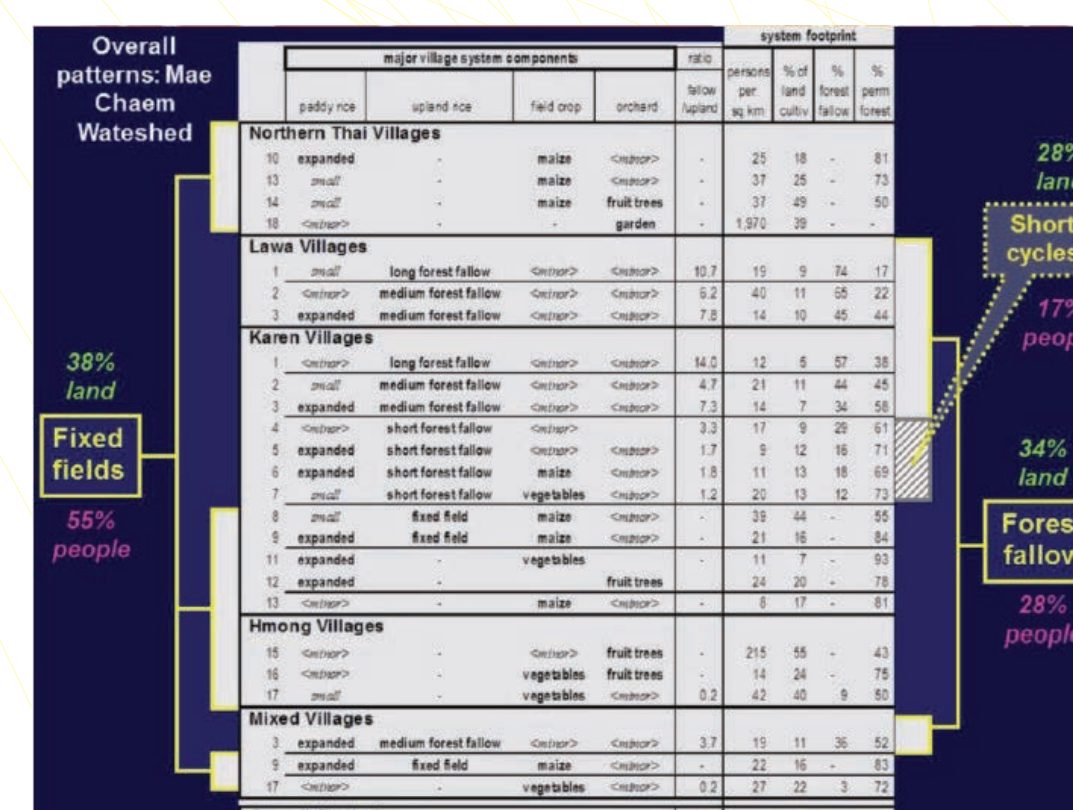 Overall
patterns: Mae
Chaem
Wateshed
38%
land
Fixed
fields
55%
people
system footprint
major village system components ratio
paddy rice upland rice field crop orchard fallow /upland persons per sq. km % of land cultiv % forest fallow % perm forest
Northern Thai Villages
10 expanded - maize <minor> - 25 18 - 81
13 small - maize <minor> - 37 25 - 73
14 small - maize fruit trees - 37 49 - 50
18 <minor> - - garden - 1,970 39 - -
Lawa Villages
1 small long forest fallow <minor> <minor> 10.7 19 9 74 17
2 <minor> medium forest fallow <minor> <minor> 6.2 40 11 65 22
3 expanded medium forest fallow <minor> <minor> 7.8 14 10 45 44
Karen Villages
1 <minor> long forest fallow <minor> <minor> 14.0 12 5 57 38
2 small medium forest fallow <minor> <minor> 4.7 21 11 44 45
3 expanded medium forest fallow <minor> <minor> 7.3 14 7 34 58
4 <minor> short forest fallow <minor> 3.3 17 9 29 61
5 expanded short forest fallow <minor> <minor> 1.7 9 12 16 71
6 expanded short forest fallow maize <minor> 1.8 11 13 18 69
7 small short forest fallow vegetables <minor> 1.2 20 13 12 73
8 small fixed field maize <minor> - 39 44 - 55
9 expanded fixed field maize <minor> - 21 16 - 84
11 expanded - vegetables - 11 7 - 93
12 expanded - fruit trees - 24 20 - 78
13 <minor> - maize <minor> - 8 17 - 81
Hmong Villages
15 <minor> - <minor> fruit trees - 215 55 - 43
16 <minor> - vegetables fruit trees - 14 24 - 75
17 small - vegetables <minor> 0.2 42 40 9 50
Mixed Villages
3 expanded medium forest fallow <minor> <minor> 3.7 19 11 36 52
9 expanded fixed field maize <minor> - 22 16 - 83
17 <minor> - vegetables <minor> 0.2 27 22 3 72
28%
land
Short
cycles
17%
peop
34%
land
Fores
fallow
28%
people